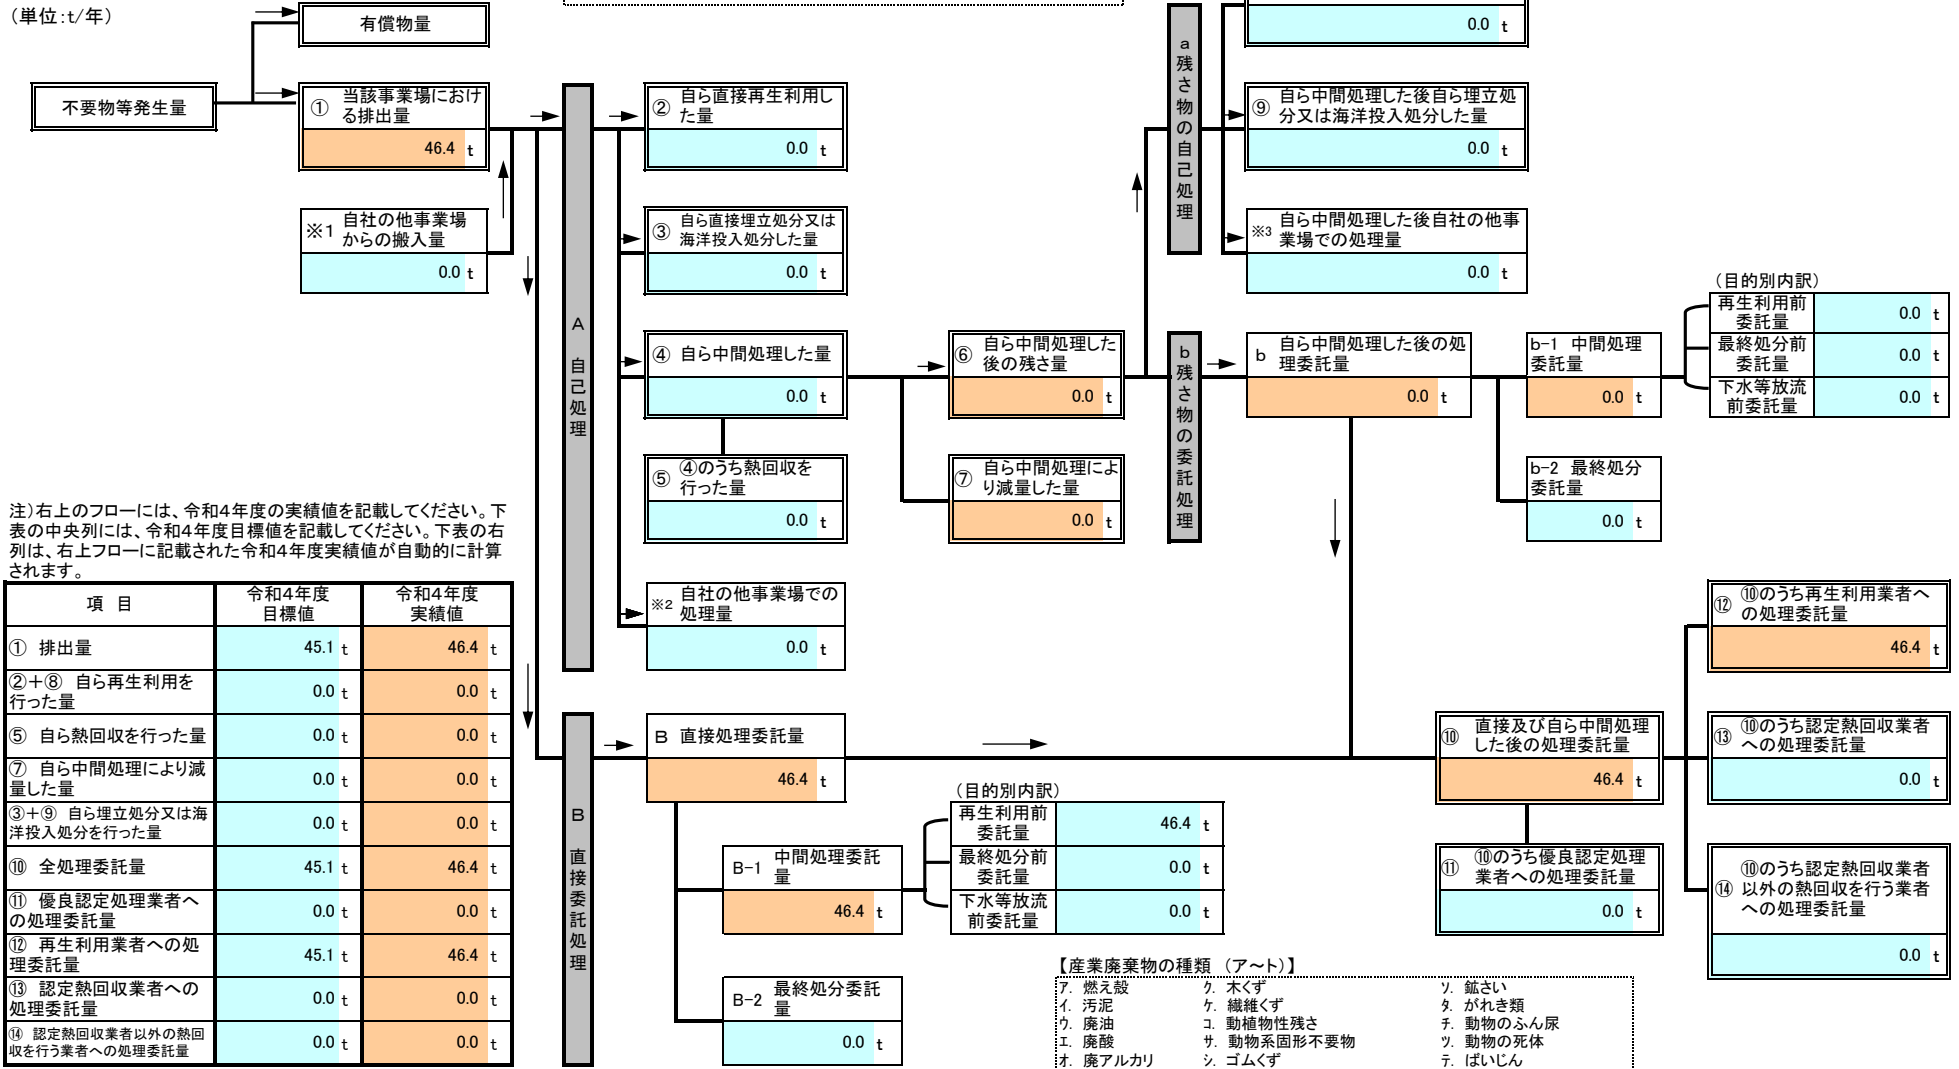 (単位:t/年)
有償物量
不要物等発生量
① 当該事業場におけ
る排出量
46.4 t
※1 自社の他事業場
からの搬入量
0.0 t
A 自己処理
② 自ら直接再生利用し
た量
0.0 t
③ 自ら直接埋立処分又は
海洋投入処分した量
0.0 t
④ 自ら中間処理した量
0.0 t
⑤ ④のうち熱回収を
行った量
0.0 t
※2 自社の他事業場での
処理量
0.0 t
⑥ 自ら中間処理した
後の残さ量
0.0 t
⑦ 自ら中間処理によ
り減量した量
0.0 t
a 残さ物の自己処理
0.0 t
⑨ 自ら中間処理した後自ら埋立処
分又は海洋投入処分した量
0.0 t
※3 自ら中間処理した後自社の他事
業場での処理量
0.0 t
b 残さ物の委託処理
b 自ら中間処理した後の処
理委託量
0.0 t
b-1 中間処理
委託量
0.0 t
b-2 最終処分
委託量
0.0 t
(目的別内訳)
再生利用前
委託量 0.0 t
最終処分前
委託量 0.0 t
下水等放流
前委託量 0.0 t
注)右上のフローには、令和4年度の実績値を記載してください。下
表の中央列には、令和4年度目標値を記載してください。下表の右
列は、右上フローに記載された令和4年度実績値が自動的に計算
されます。
項 目 令和4年度 目標値 令和4年度 実績値
① 排出量 45.1 t 46.4 t
②+⑧ 自ら再生利用を
行った量 0.0 t 0.0 t
⑤ 自ら熱回収を行った量 0.0 t 0.0 t
⑦ 自ら中間処理により減
量した量 0.0 t 0.0 t
③+⑨ 自ら埋立処分又は海
洋投入処分を行った量 0.0 t 0.0 t
⑩ 全処理委託量 45.1 t 46.4 t
⑪ 優良認定処理業者へ
の処理委託量 0.0 t 0.0 t
⑫ 再生利用業者への処
理委託量 45.1 t 46.4 t
⑬ 認定熱回収業者への
処理委託量 0.0 t 0.0 t
⑭ 認定熱回収業者以外の熱回
収を行う業者への処理委託量 0.0 t 0.0 t
B 直接委託処理
B 直接処理委託量
46.4 t
B-1 中間処理委託
量
46.4 t
B-2 最終処分委託
量
0.0 t
(目的別内訳)
再生利用前
委託量 46.4 t
最終処分前
委託量 0.0 t
下水等放流
前委託量 0.0 t
⑩ 直接及び自ら中間処理
した後の処理委託量
46.4 t
⑪ ⑩のうち優良認定処理
業者への処理委託量
0.0 t
⑫ ⑩のうち再生利用業者へ
の処理委託量
46.4 t
⑬ ⑩のうち認定熱回収業者
への処理委託量
0.0 t
⑭ ⑩のうち認定熱回収業者
以外の熱回収を行う業者
への処理委託量
0.0 t
【産業廃棄物の種類 (ア~ト)】
ア. 燃え殻 ク. 木くず ソ. 鉱さい
イ. 汚泥 ケ. 繊維くず タ. がれき類
ウ. 廃油 コ. 動植物性残さ チ. 動物のふん尿
エ. 廃酸 サ. 動物系固形不要物 ツ. 動物の死体
オ. 廃アルカリ シ. ゴムくず テ. ばいじん